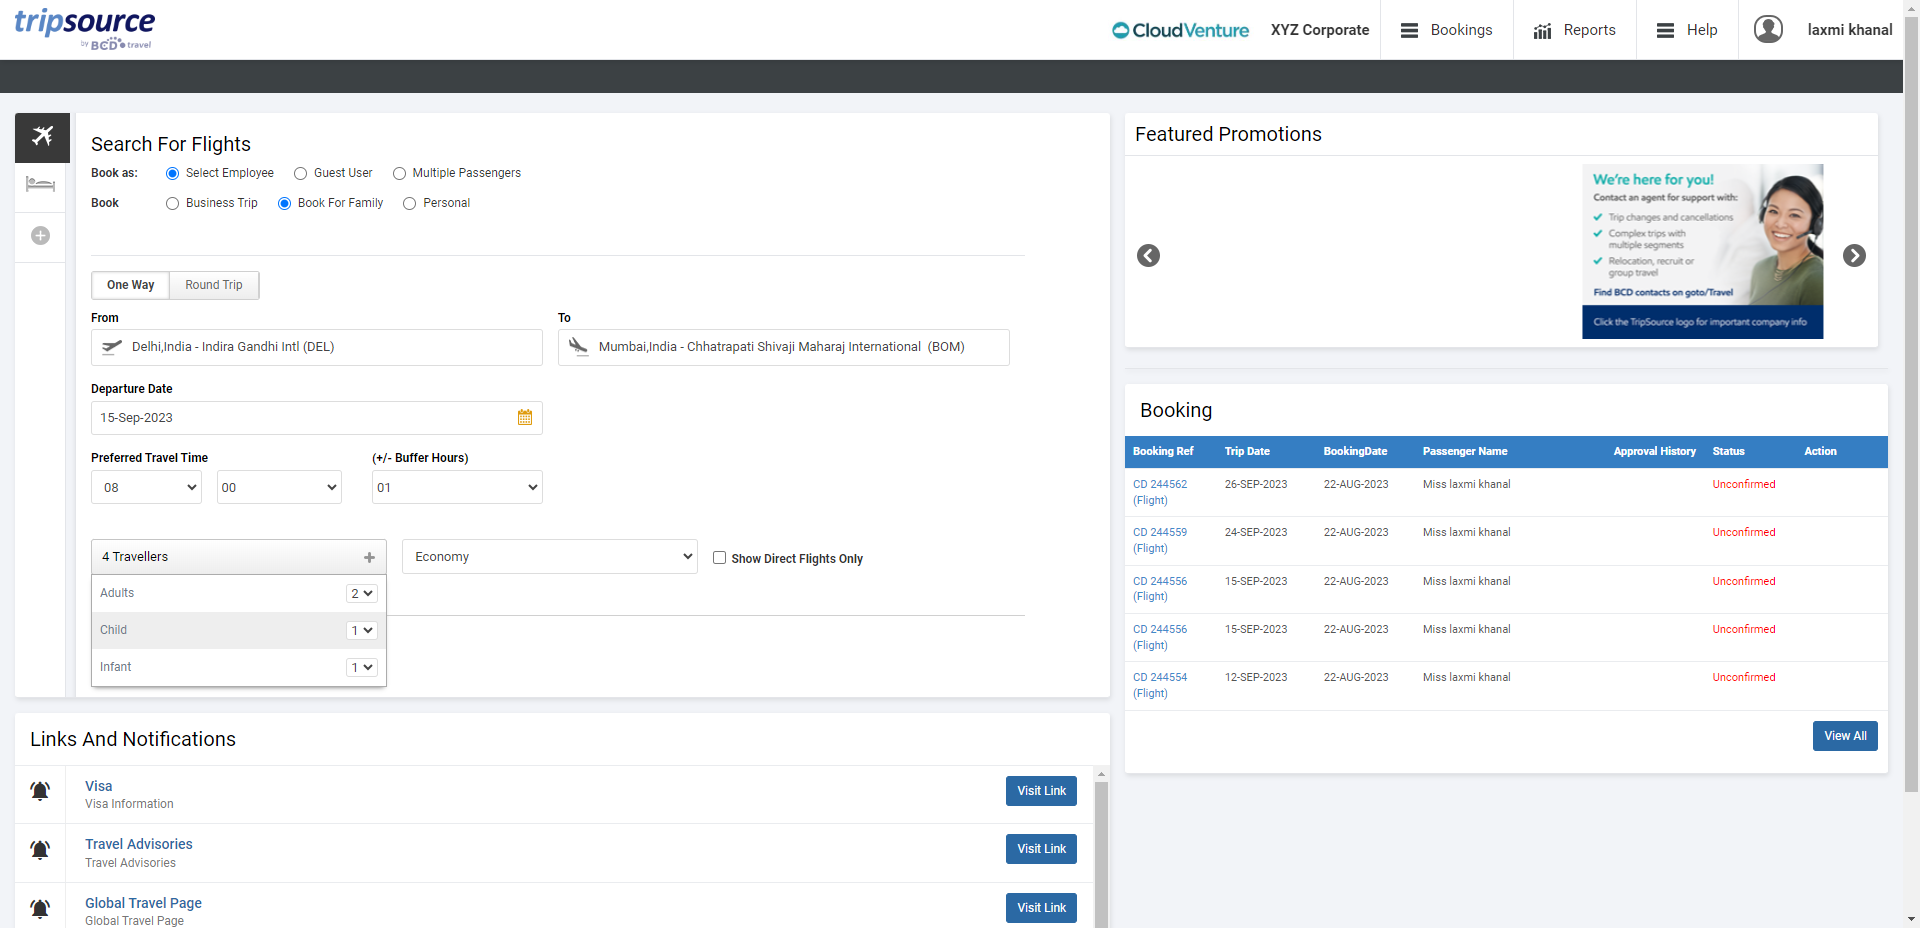 tripsource
by BCD travel
CloudVenture
XYZ Corporate
Bookings
Reports
Help
laxmi khanal
Search For Flights
Book as: Select Employee Guest User Multiple Passengers
Book Business Trip Book For Family Personal
One Way Round Trip
From To
Delhi,India - Indira Gandhi Intl (DEL) Mumbai,India - Chhatrapati Shivaji Maharaj International (BOM)
Departure Date
15-Sep-2023
Preferred Travel Time (+/- Buffer Hours)
08 00 01
4 Travellers Economy Show Direct Flights Only
Adults 2
Child 1
Infant 1
Links And Notifications
Visa
Visa Information
Visit Link
Travel Advisories
Travel Advisories
Visit Link
Global Travel Page
Global Travel Page
Visit Link
Featured Promotions
We're here for you!
Contact an agent for support with:
Trip changes and cancellations
Complex trips with
multiple segments
Relocation, recruit or
group travel
Find BCD contacts on goto/Travel
Click the TripSource logo for important company info
Booking
Booking Ref Trip Date BookingDate Passenger Name Approval History Status Action
CD 244562 26-SEP-2023 22-AUG-2023 Miss laxmi khanal Unconfirmed
(Flight)
CD 244559 24-SEP-2023 22-AUG-2023 Miss laxmi khanal Unconfirmed
(Flight)
CD 244556 15-SEP-2023 22-AUG-2023 Miss laxmi khanal Unconfirmed
(Flight)
CD 244556 15-SEP-2023 22-AUG-2023 Miss laxmi khanal Unconfirmed
(Flight)
CD 244554 12-SEP-2023 22-AUG-2023 Miss laxmi khanal Unconfirmed
(Flight)
View All